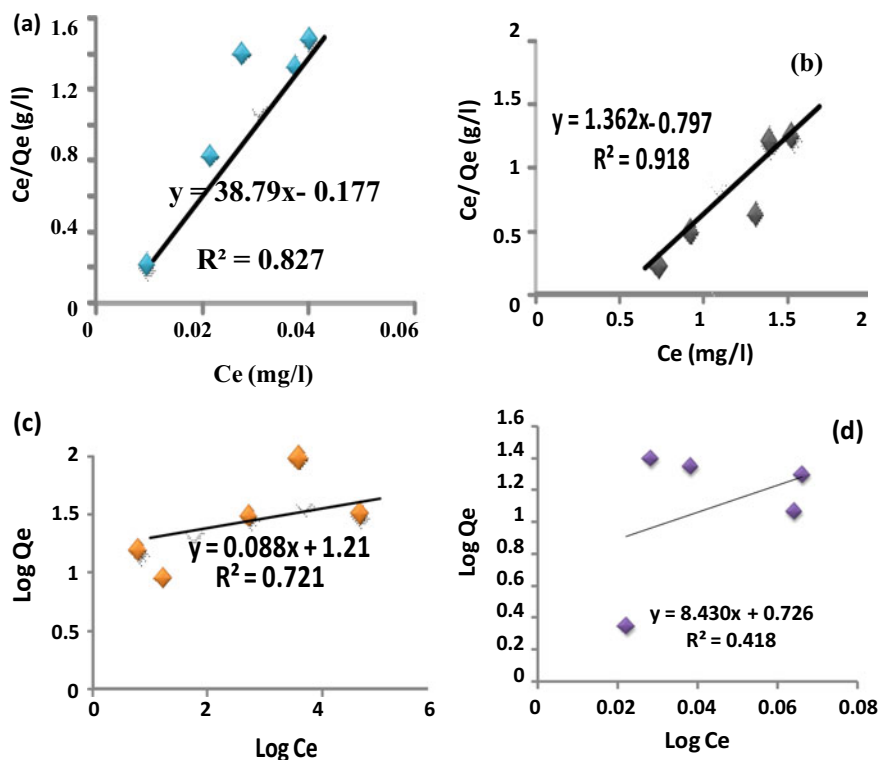 (a)
Ce/Qe (g/l)
1.6
1.2
0.8
0.4
0
y = 38.79x- 0.177
R² = 0.827
0
0.02
0.04
0.06
Ce (mg/l)
(b)
Ce/ Qe (g/l)
2
1.5
1
0.5
0
y = 1.362x-0.797
R² = 0.918
0
0.5
1
1.5
2
Ce (mg/l)
(c)
Log Qe
2
1.5
1
0.5
0
y = 0.088x + 1.21
R² = 0.721
0
2
4
6
Log Ce
(d)
Log Qe
1.6
1.4
1.2
1
0.8
0.6
0.4
0.2
0
y = 8.430x + 0.726
R² = 0.418
0
0.02
0.04
0.06
0.08
Log Ce